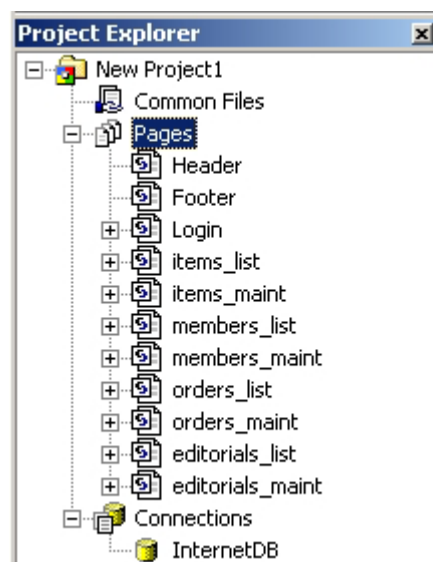 Project Explorer
New Project1
Common Files
Pages
Header
Footer
Login
items_list
items_maint
members_list
members_maint
orders_list
orders_maint
editorials_list
editorials_maint
Connections
InternetDB